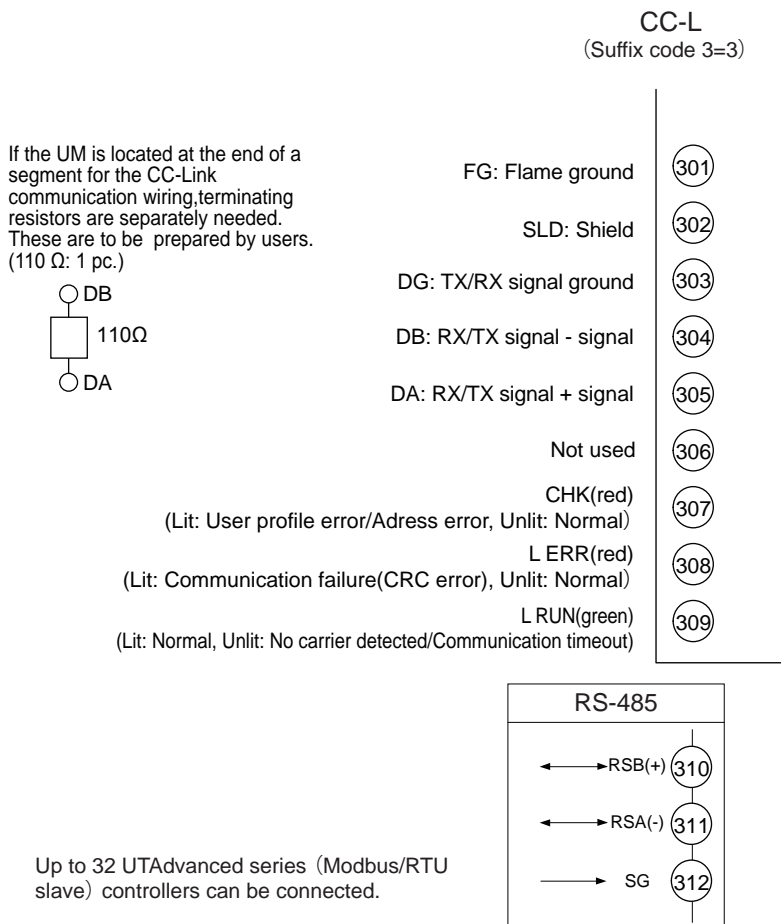 CC-L
（Suffix code 3=3）
If the UM is located at the end of a
segment for the CC-Link
communication wiring,terminating
resistors are separately needed.
These are to be prepared by users.
(110 Ω: 1 pc.)
DB
110Ω
DA
FG: Flame ground
301
SLD: Shield
302
DG: TX/RX signal ground
303
DB: RX/TX signal - signal
304
DA: RX/TX signal + signal
305
Not used
306
CHK(red)
(Lit: User profile error/Adress error, Unlit: Normal）
307
L ERR(red)
(Lit: Communication failure(CRC error), Unlit: Normal）
308
L RUN(green)
(Lit: Normal, Unlit: No carrier detected/Communication timeout)
309
RS-485
RSB(+) 310
RSA(-) 311
SG 312
Up to 32 UTAdvanced series（Modbus/RTU
slave）controllers can be connected.